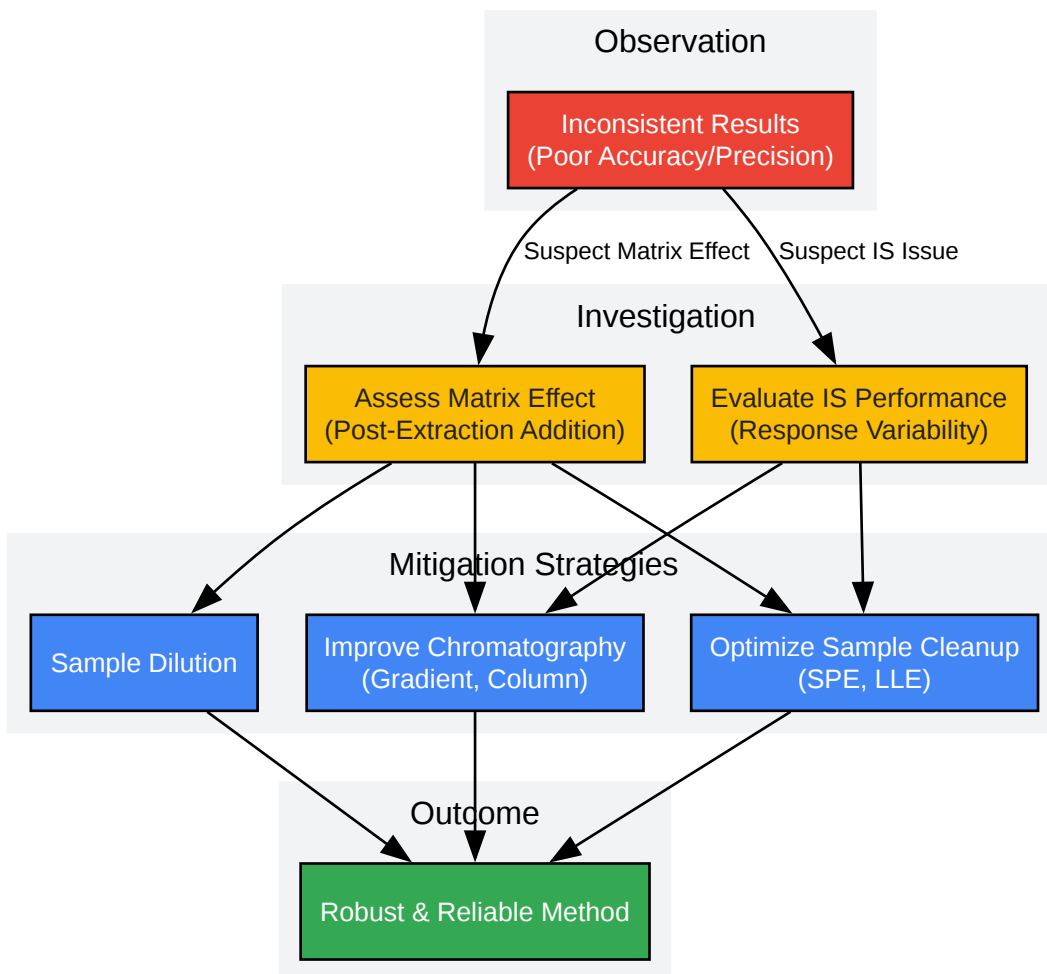 Observation
Inconsistent Results
(Poor Accuracy/Precision)
Suspect Matrix Effect
Suspect IS Issue
Investigation
Assess Matrix Effect
(Post-Extraction Addition)
Evaluate IS Performance
(Response Variability)
Mitigation Strategies
Sample Dilution
Improve Chromatography
(Gradient, Column)
Optimize Sample Cleanup
(SPE, LLE)
Outcome
Robust & Reliable Method